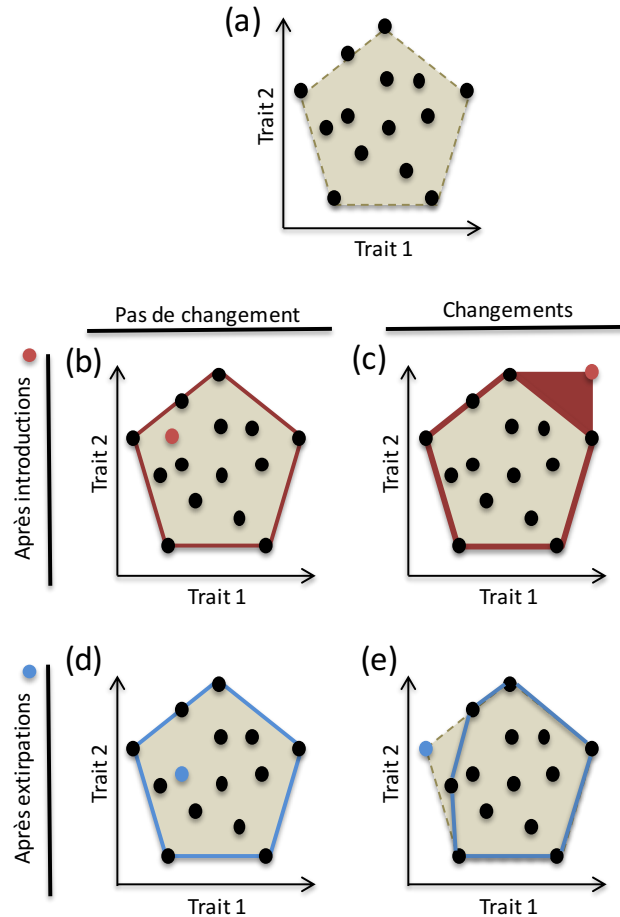 (a)
Trait 2
Trait 1
Pas de changement
Changements
Après introductions
(b)
Trait 2
Trait 1
(c)
Trait 2
Trait 1
Après extirpations
(d)
Trait 2
Trait 1
(e)
Trait 2
Trait 1